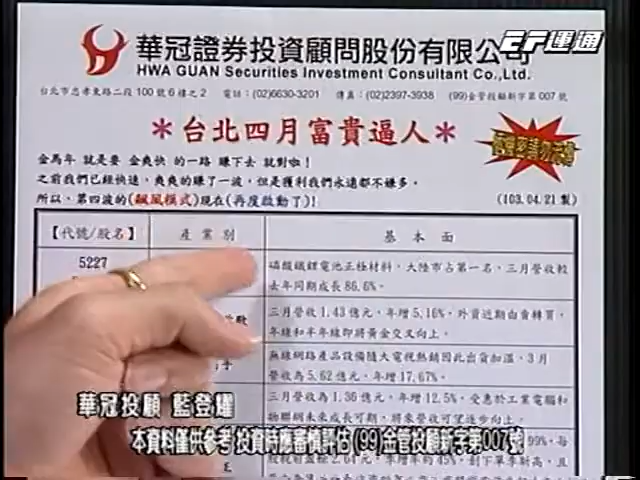 華冠證券投資顧問股份有限公司
EF運通
HWA GUAN Securities Investment Consultant Co.,Ltd.
台北市忠孝東路二段100號6樓之2 電話:(02)6630-3201 傳真:(02)2397-3938 (99)金管投顧新字第007號
*台北四月富貴逼人*
金馬年 就是要 金爽快 的一路 賺下去 就對啦!
之前我們已經快速、爽爽的賺了一波,但是獲利我們永遠都不嫌多。
所以、第四波的(飆風模式)現在(再度啟動了)!
(103.04.21製)
【代號/股名】 產業別 基本面
5227
磷酸鐵鋰電池正極材料,大陸市占第一名,三月營收較
去年同期成長86.6%。
三月營收1.43億元,年增5.16%,外資近期由賣轉買,
年線和半年線即將黃金交叉向上。
無線網路產品設備隨大電視熱銷因此出貨加溫,3月
營收為5.62億元,年增17.67%。
三月營收為1.36億元,年增12.5%,受惠於工業電腦和
物聯網未來成長可期,將來營收可望逐步向上。
華冠投顧 藍登耀
本資料僅供參考 投資時應審慎評估(99)金管投顧新字第007號